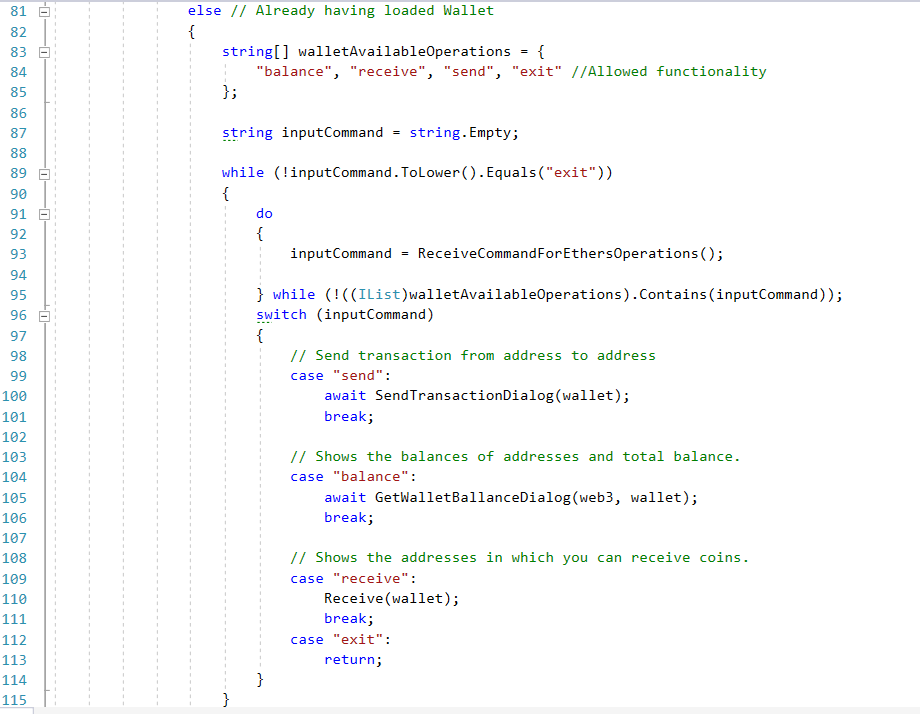 81 else // Already having loaded Wallet
82 {
83 string[] walletAvailableOperations = {
84 "balance", "receive", "send", "exit" //Allowed functionality
85 };
86
87 string inputCommand = string.Empty;
88
89 while (!inputCommand.ToLower().Equals("exit"))
90 {
91 do
92 {
93 inputCommand = ReceiveCommandForEthersOperations();
94
95 } while (!((IList)walletAvailableOperations).Contains(inputCommand));
96 switch (inputCommand)
97 {
98 // Send transaction from address to address
99 case "send":
100 await SendTransactionDialog(wallet);
101 break;
102
103 // Shows the balances of addresses and total balance.
104 case "balance":
105 await GetWalletBallanceDialog(web3, wallet);
106 break;
107
108 // Shows the addresses in which you can receive coins.
109 case "receive":
110 Receive(wallet);
111 break;
112 case "exit":
113 return;
114 }
115 }